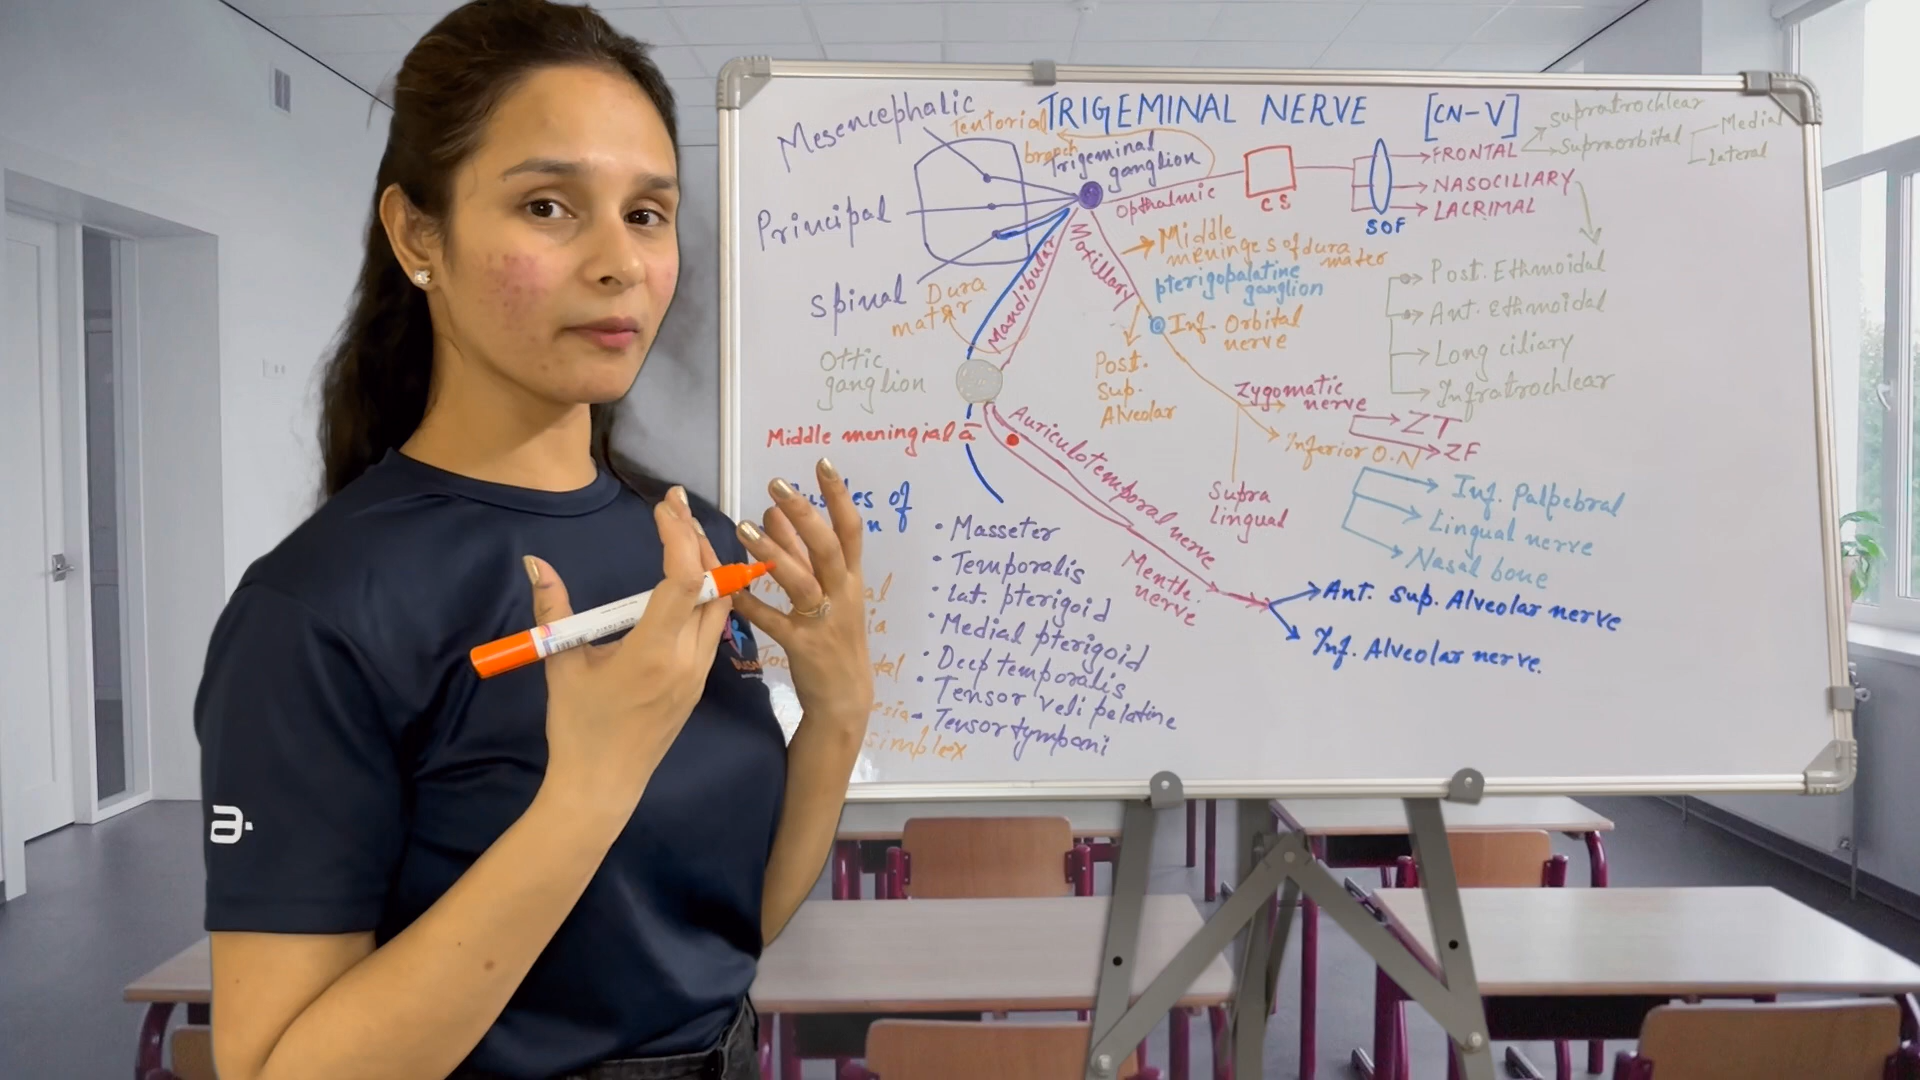 TRIGEMINAL NERVE [CN-V]
Mesencephalic
Tentorial
branch
Trigeminal
ganglion
Principal
Spinal
Opthalmic
CS
SOF
FRONTAL
NASOCILIARY
LACRIMAL
Supratrochlear
Supraorbital
Medial
Lateral
Post. Ethmoidal
Ant. Ethmoidal
Long ciliary
Infratrochlear
Maxillary
Middle
meninges of dura
mater
pterigopalatine
ganglion
Inf. Orbital
nerve
Post.
Sup.
Alveolar
Zygomatic
nerve
ZT
ZF
Inferior O.N
Supra
lingual
Inf. Palpebral
Lingual nerve
Nasal bone
Mandibular
Dura
Ottic
ganglion
Middle meningial a
Auriculotemporal nerve
nerve
Ant. Sup. Alveolar nerve
Inf. Alveolar nerve.
of
• Masseter
• Temporalis
• Lat. pterigoid
• Medial pterigoid
• Deep temporalis
• Tensor veli palatine
- Tensor tympani
simplex
a.